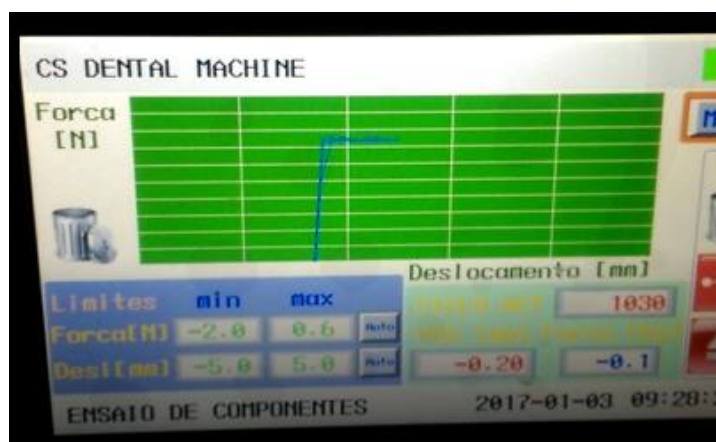 CS DENTAL MACHINE
Forca
[N]
M
Deslocamento [mm]
Limites min max
1030
Forca[N] -2.0 0.6 Auto
Desl[mm] -5.0 5.0 Auto
-0.20 -0.1
ENSAIO DE COMPONENTES 2017-01-03 09:28: